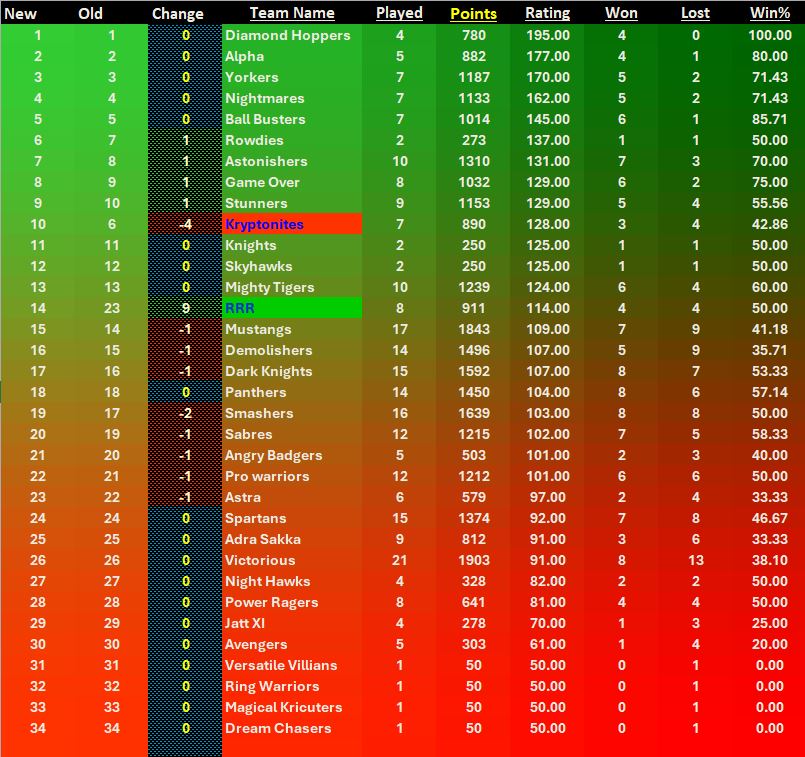 New Old Change Team Name Played Points Rating Won Lost Win%
1 1 0 Diamond Hoppers 4 780 195.00 4 0 100.00
2 2 0 Alpha 5 882 177.00 4 1 80.00
3 3 0 Yorkers 7 1187 170.00 5 2 71.43
4 4 0 Nightmares 7 1133 162.00 5 2 71.43
5 5 0 Ball Busters 7 1014 145.00 6 1 85.71
6 7 1 Rowdies 2 273 137.00 1 1 50.00
7 8 1 Astonishers 10 1310 131.00 7 3 70.00
8 9 1 Game Over 8 1032 129.00 6 2 75.00
9 10 1 Stunners 9 1153 129.00 5 4 55.56
10 6 -4 Kryptonites 7 890 128.00 3 4 42.86
11 11 0 Knights 2 250 125.00 1 1 50.00
12 12 0 Skyhawks 2 250 125.00 1 1 50.00
13 13 0 Mighty Tigers 10 1239 124.00 6 4 60.00
14 23 9 RRR 8 911 114.00 4 4 50.00
15 14 -1 Mustangs 17 1843 109.00 7 9 41.18
16 15 -1 Demolishers 14 1496 107.00 5 9 35.71
17 16 -1 Dark Knights 15 1592 107.00 8 7 53.33
18 18 0 Panthers 14 1450 104.00 8 6 57.14
19 17 -2 Smashers 16 1639 103.00 8 8 50.00
20 19 -1 Sabres 12 1215 102.00 7 5 58.33
21 20 -1 Angry Badgers 5 503 101.00 2 3 40.00
22 21 -1 Pro warriors 12 1212 101.00 6 6 50.00
23 22 -1 Astra 6 579 97.00 2 4 33.33
24 24 0 Spartans 15 1374 92.00 7 8 46.67
25 25 0 Adra Sakka 9 812 91.00 3 6 33.33
26 26 0 Victorious 21 1903 91.00 8 13 38.10
27 27 0 Night Hawks 4 328 82.00 2 2 50.00
28 28 0 Power Ragers 8 641 81.00 4 4 50.00
29 29 0 Jatt XI 4 278 70.00 1 3 25.00
30 30 0 Avengers 5 303 61.00 1 4 20.00
31 31 0 Versatile Villians 1 50 50.00 0 1 0.00
32 32 0 Ring Warriors 1 50 50.00 0 1 0.00
33 33 0 Magical Kricuters 1 50 50.00 0 1 0.00
34 34 0 Dream Chasers 1 50 50.00 0 1 0.00